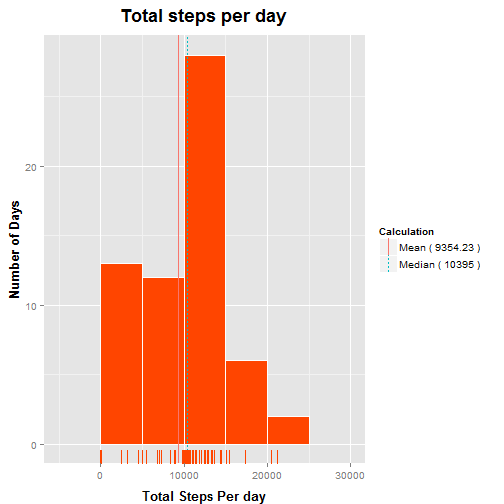 Total steps per day
Number of Days
20
10
0
0
10000
20000
30000
Total Steps Per day
Calculation
Mean ( 9354.23 )
Median ( 10395 )